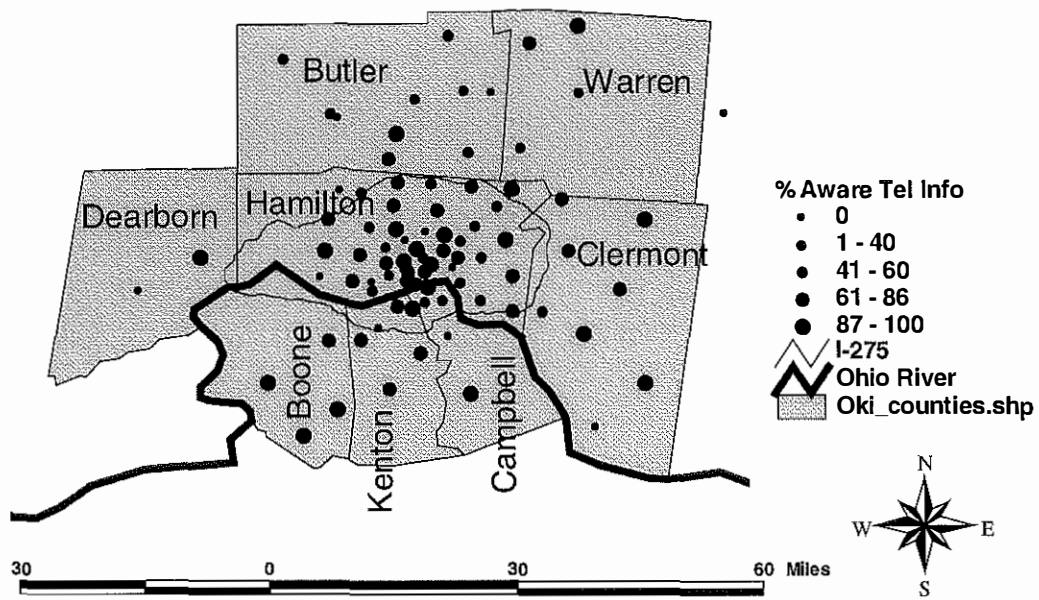 Butler
Warren
Dearborn
Hamilton
Clermont
Boone
Kenton
Campbell
% Aware Tel Info
0
1 - 40
41 - 60
61 - 86
87 - 100
I-275
Ohio River
Oki_counties.shp
N
W E
S
30 0 30 60 Miles